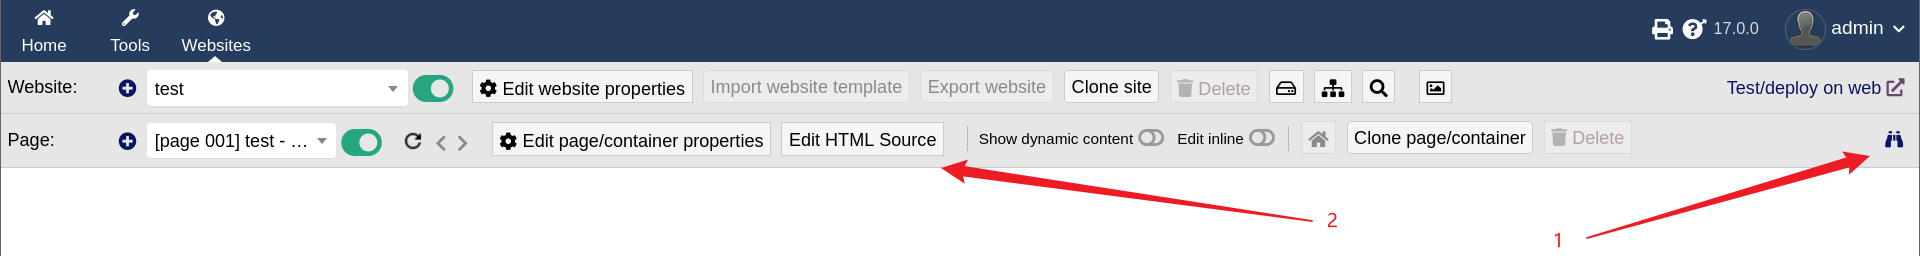 Home Tools Websites 17.0.0 admin
Website: test Edit website properties Import website template Export website Clone site Delete Test/deploy on web
Page: [page 001] test - ... Edit page/container properties Edit HTML Source Show dynamic content Edit inline Clone page/container Delete
2
1